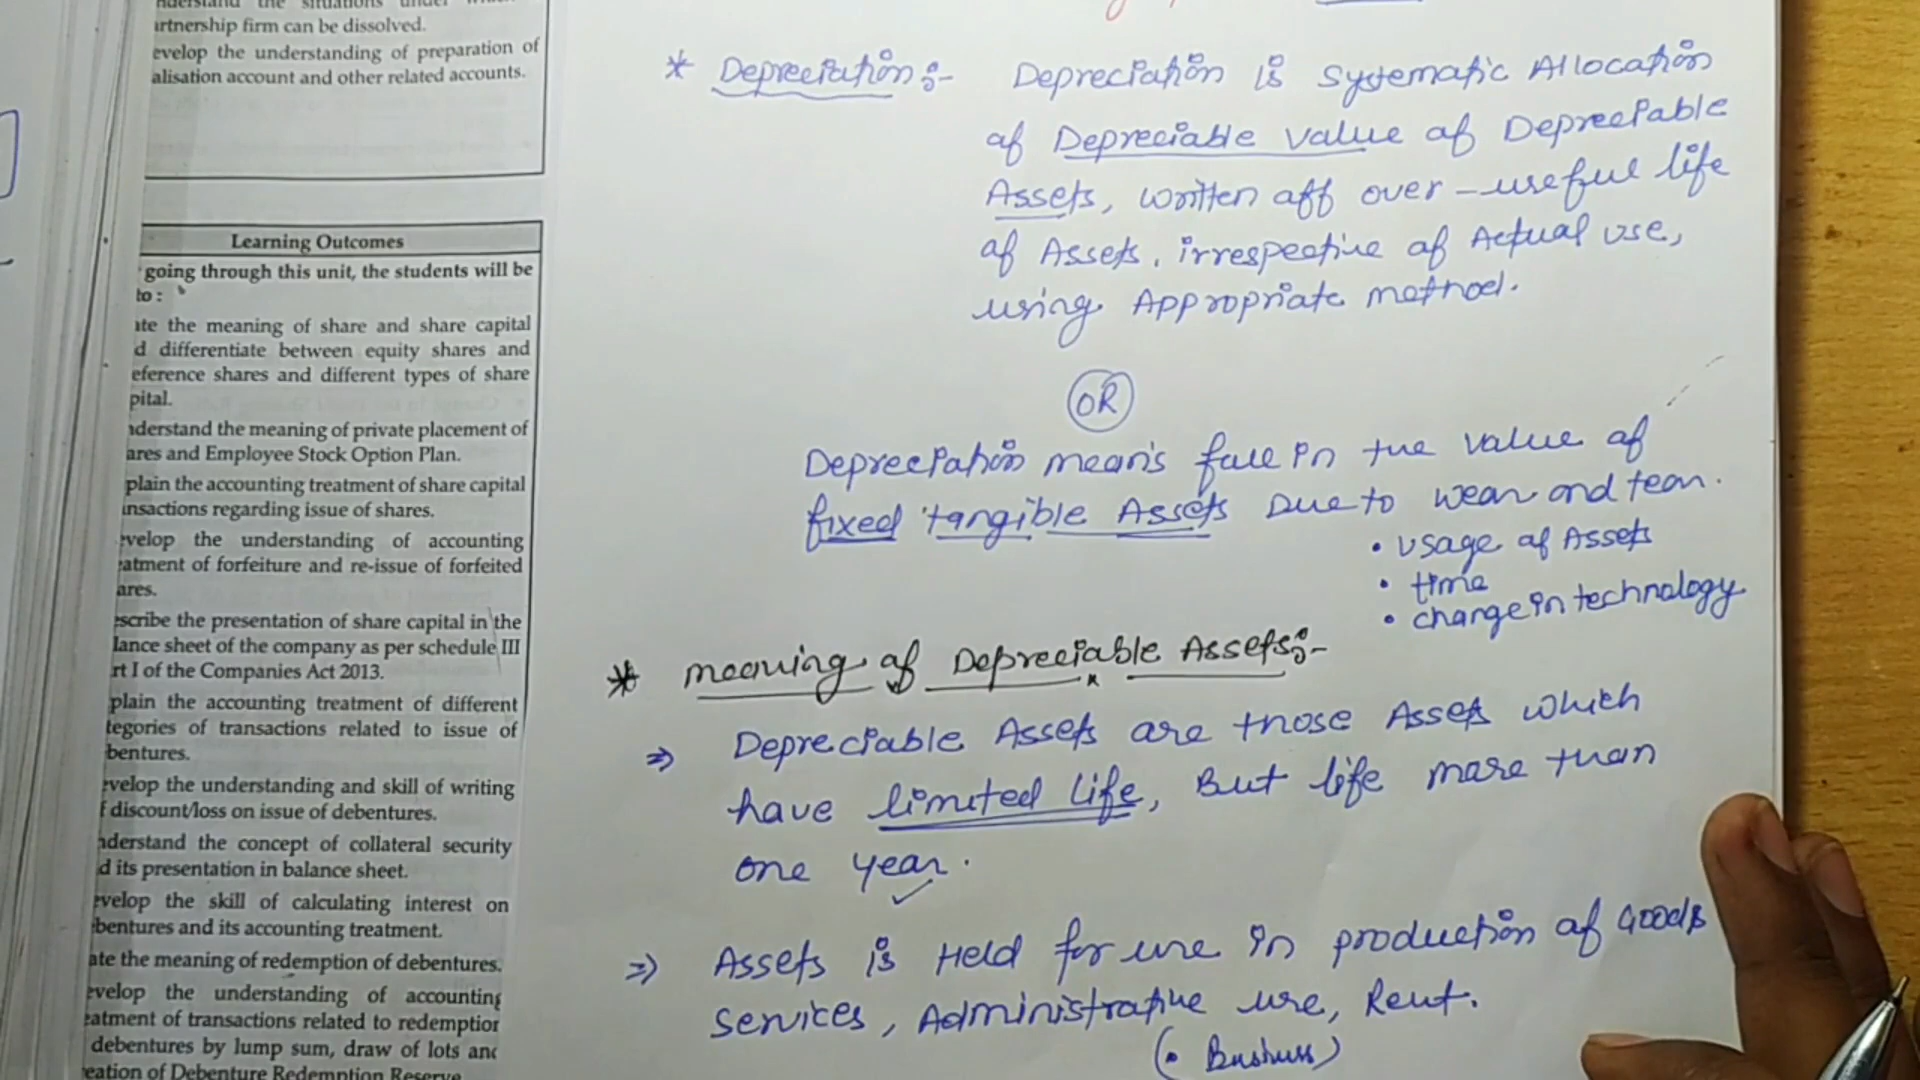 understand the situations under which
artnership firm can be dissolved.
evelop the understanding of preparation of
alisation account and other related accounts.
Learning Outcomes
going through this unit, the students will be
to :
ate the meaning of share and share capital
d differentiate between equity shares and
eference shares and different types of share
pital.
nderstand the meaning of private placement of
ares and Employee Stock Option Plan.
plain the accounting treatment of share capital
ansactions regarding issue of shares.
evelop the understanding of accounting
eatment of forfeiture and re-issue of forfeited
ares.
escribe the presentation of share capital in the
lance sheet of the company as per schedule III
rt I of the Companies Act 2013.
plain the accounting treatment of different
tegories of transactions related to issue of
bentures.
evelop the understanding and skill of writing
f discount/loss on issue of debentures.
nderstand the concept of collateral security
d its presentation in balance sheet.
evelop the skill of calculating interest on
bentures and its accounting treatment.
ate the meaning of redemption of debentures.
evelop the understanding of accounting
eatment of transactions related to redemption
debentures by lump sum, draw of lots and
eation of Debenture Redemption Reserve
* Depreciation :- Depreciation is Systematic Allocation
of Depreciable value of Depreciable
Assets, written off over - useful life
of Assets, irrespective of Actual use,
using Appropriate method.
OR
Depreciation means fall in the value of
fixed tangible Assets Due to wear and tear.
• usage of Assets
• time
• change in technology
* meaning of Depreciable Assets :-
⇒ Depreciable Assets are those Assets which
have limited life, But life more than
one year.
⇒ Assets is Held for use in production of Goods
services, Administrative use, Rent.
(• Business)